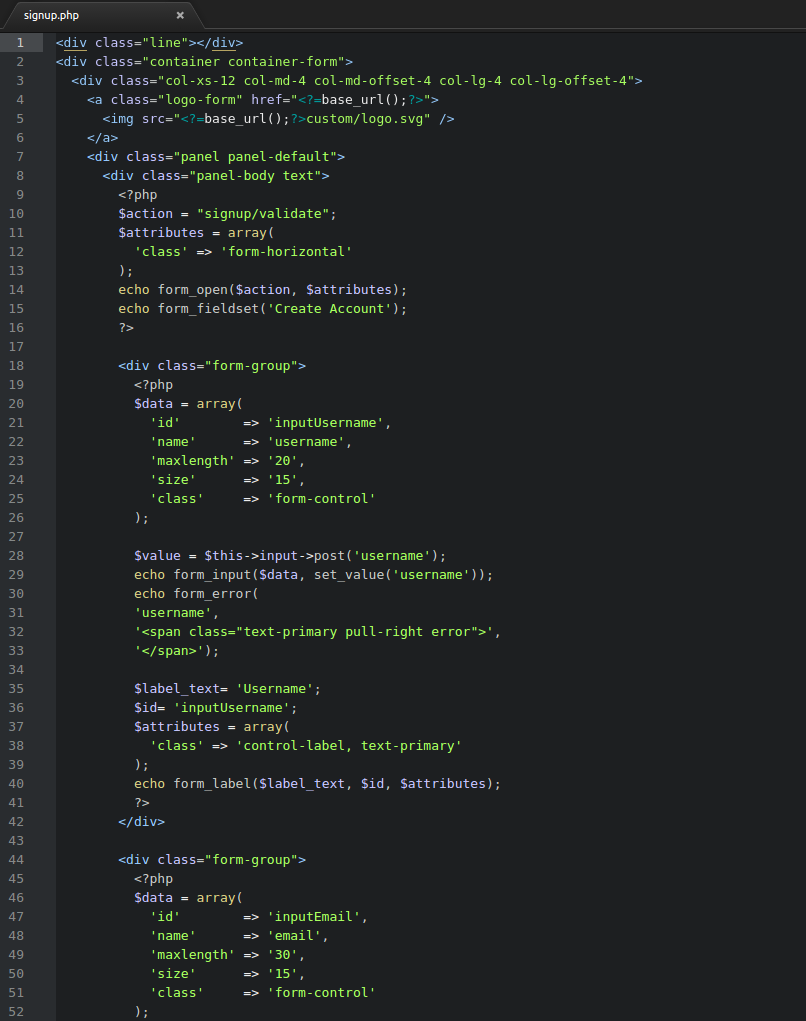 signup.php ×
1 <div class="line"></div>
2 <div class="container container-form">
3   <div class="col-xs-12 col-md-4 col-md-offset-4 col-lg-4 col-lg-offset-4">
4     <a class="logo-form" href="<?=base_url();?>">
5       <img src="<?=base_url();?>custom/logo.svg" />
6     </a>
7     <div class="panel panel-default">
8       <div class="panel-body text">
9         <?php
10         $action = "signup/validate";
11         $attributes = array(
12           'class' => 'form-horizontal'
13         );
14         echo form_open($action, $attributes);
15         echo form_fieldset('Create Account');
16         ?>
17
18         <div class="form-group">
19           <?php
20           $data = array(
21             'id'        => 'inputUsername',
22             'name'      => 'username',
23             'maxlength' => '20',
24             'size'      => '15',
25             'class'     => 'form-control'
26           );
27
28           $value = $this->input->post('username');
29           echo form_input($data, set_value('username'));
30           echo form_error(
31           'username',
32           '<span class="text-primary pull-right error">',
33           '</span>');
34
35           $label_text= 'Username';
36           $id= 'inputUsername';
37           $attributes = array(
38             'class' => 'control-label, text-primary'
39           );
40           echo form_label($label_text, $id, $attributes);
41           ?>
42         </div>
43
44         <div class="form-group">
45           <?php
46           $data = array(
47             'id'        => 'inputEmail',
48             'name'      => 'email',
49             'maxlength' => '30',
50             'size'      => '15',
51             'class'     => 'form-control'
52           );